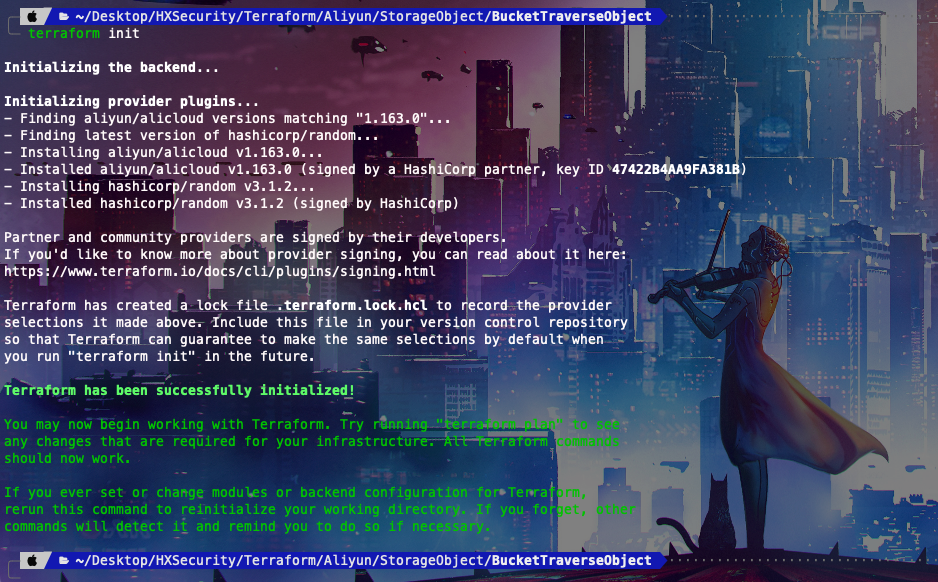 ~/Desktop/HXSecurity/Terraform/Aliyun/StorageObject/BucketTraverseObject
terraform init
Initializing the backend...
Initializing provider plugins...
- Finding aliyun/alicloud versions matching "1.163.0"...
- Finding latest version of hashicorp/random...
- Installing aliyun/alicloud v1.163.0...
- Installed aliyun/alicloud v1.163.0 (signed by a HashiCorp partner, key ID 47422B4AA9FA381B)
- Installing hashicorp/random v3.1.2...
- Installed hashicorp/random v3.1.2 (signed by HashiCorp)
Partner and community providers are signed by their developers.
If you'd like to know more about provider signing, you can read about it here:
https://www.terraform.io/docs/cli/plugins/signing.html
Terraform has created a lock file .terraform.lock.hcl to record the provider
selections it made above. Include this file in your version control repository
so that Terraform can guarantee to make the same selections by default when
you run "terraform init" in the future.
Terraform has been successfully initialized!
You may now begin working with Terraform. Try running "terraform plan" to see
any changes that are required for your infrastructure. All Terraform commands
should now work.
If you ever set or change modules or backend configuration for Terraform,
rerun this command to reinitialize your working directory. If you forget, other
commands will detect it and remind you to do so if necessary.
~/Desktop/HXSecurity/Terraform/Aliyun/StorageObject/BucketTraverseObject